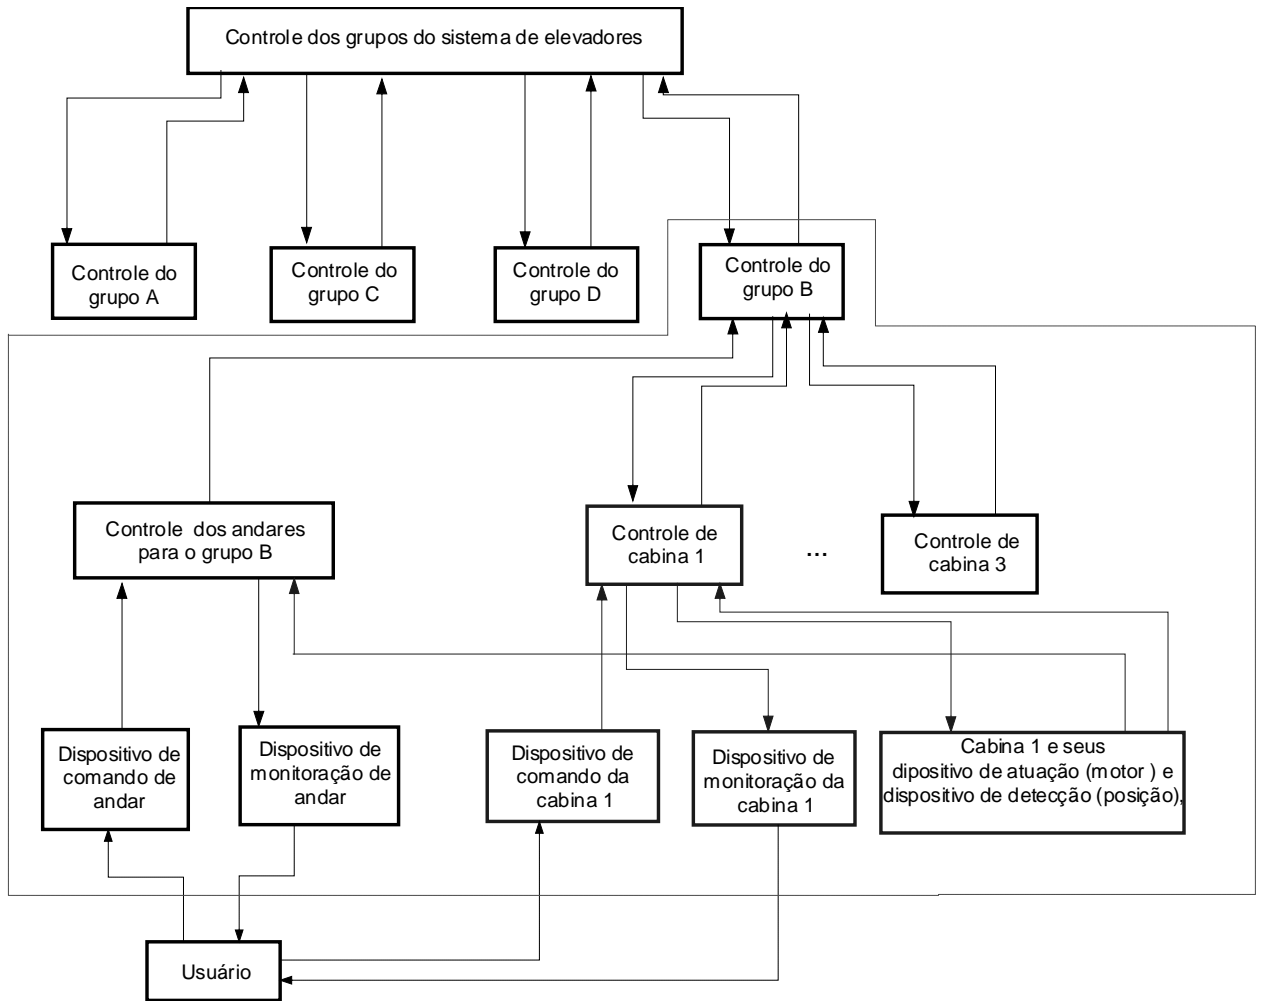 Controle dos grupos do sistema de elevadores
Controle do
grupo A
Controle do
grupo C
Controle do
grupo D
Controle do
grupo B
Controle dos andares
para o grupo B
Controle de
cabina 1
...
Controle de
cabina 3
Dispositivo de
comando de
andar
Dispositivo de
monitoração de
andar
Dispositivo de
comando da
cabina 1
Dispositivo de
monitoração da
cabina 1
Cabina 1 e seus
dipositivo de atuação (motor ) e
dispositivo de detecção (posição),
Usuário